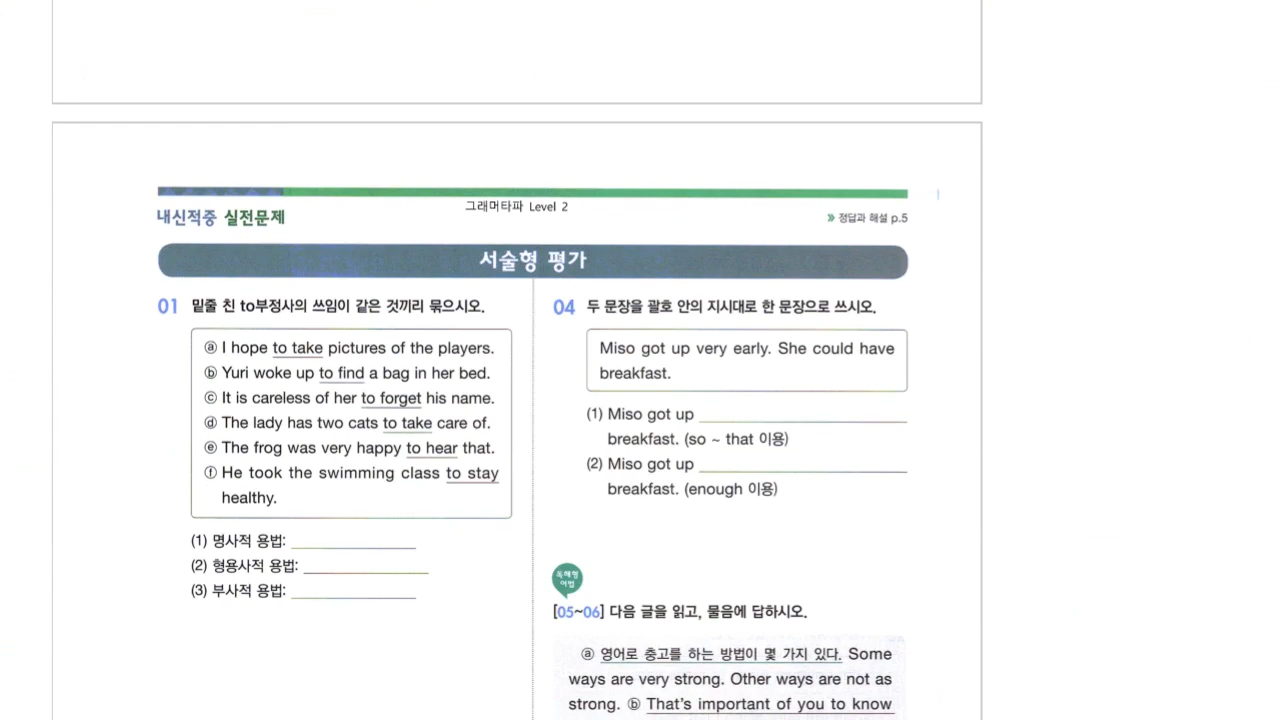 그래머타파 Level 2
내신적중 실전문제
» 정답과 해설 p.5
서술형 평가
01 밑줄 친 to부정사의 쓰임이 같은 것끼리 묶으시오.
ⓐ I hope to take pictures of the players.
ⓑ Yuri woke up to find a bag in her bed.
ⓒ It is careless of her to forget his name.
ⓓ The lady has two cats to take care of.
ⓔ The frog was very happy to hear that.
ⓕ He took the swimming class to stay
healthy.
(1) 명사적 용법:
(2) 형용사적 용법:
(3) 부사적 용법:
04 두 문장을 괄호 안의 지시대로 한 문장으로 쓰시오.
Miso got up very early. She could have
breakfast.
(1) Miso got up
breakfast. (so ~ that 이용)
(2) Miso got up
breakfast. (enough 이용)
독해형
어법
[05~06] 다음 글을 읽고, 물음에 답하시오.
ⓐ 영어로 충고를 하는 방법이 몇 가지 있다. Some
ways are very strong. Other ways are not as
strong. ⓑ That's important of you to know